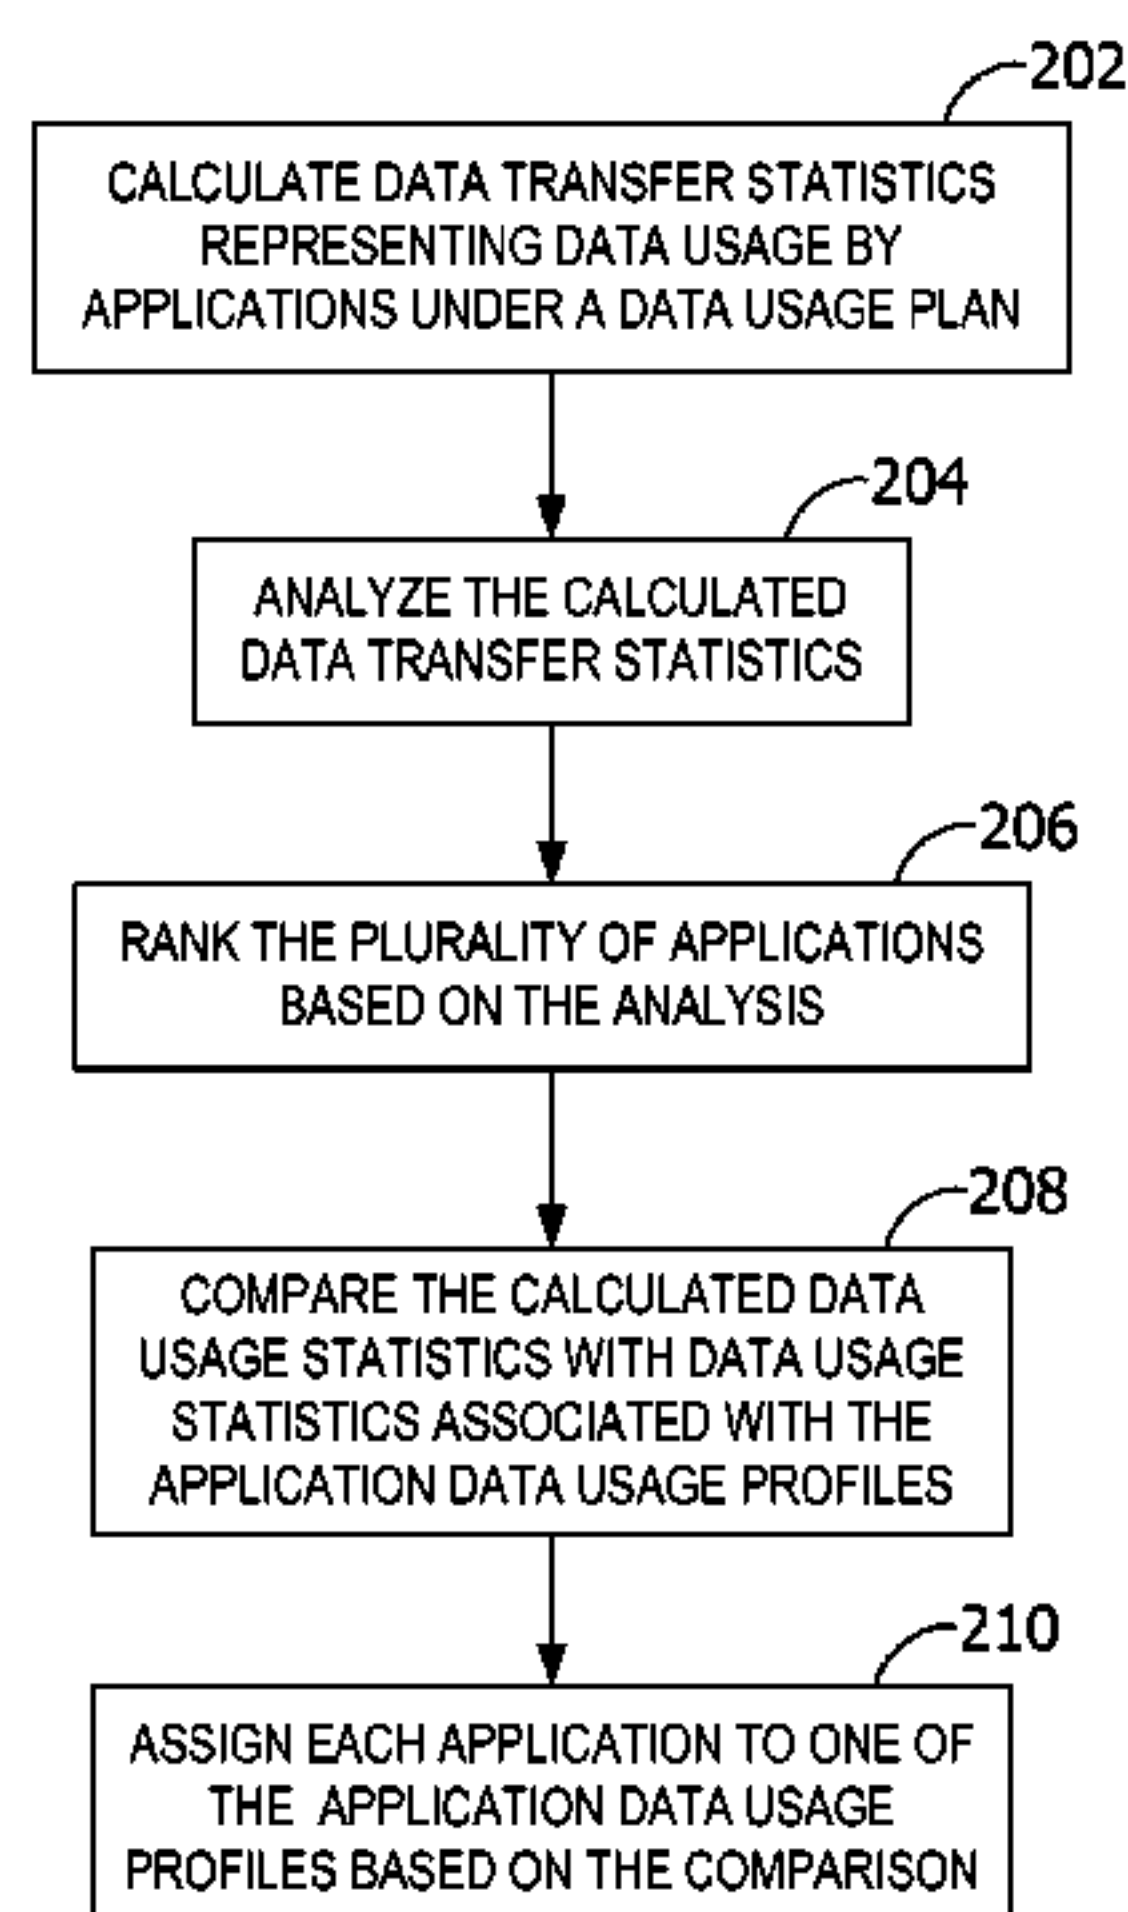 202
CALCULATE DATA TRANSFER STATISTICS
REPRESENTING DATA USAGE BY
APPLICATIONS UNDER A DATA USAGE PLAN
204
ANALYZE THE CALCULATED
DATA TRANSFER STATISTICS
206
RANK THE PLURALITY OF APPLICATIONS
BASED ON THE ANALYSIS
208
COMPARE THE CALCULATED DATA
USAGE STATISTICS WITH DATA USAGE
STATISTICS ASSOCIATED WITH THE
APPLICATION DATA USAGE PROFILES
210
ASSIGN EACH APPLICATION TO ONE OF
THE APPLICATION DATA USAGE
PROFILES BASED ON THE COMPARISON